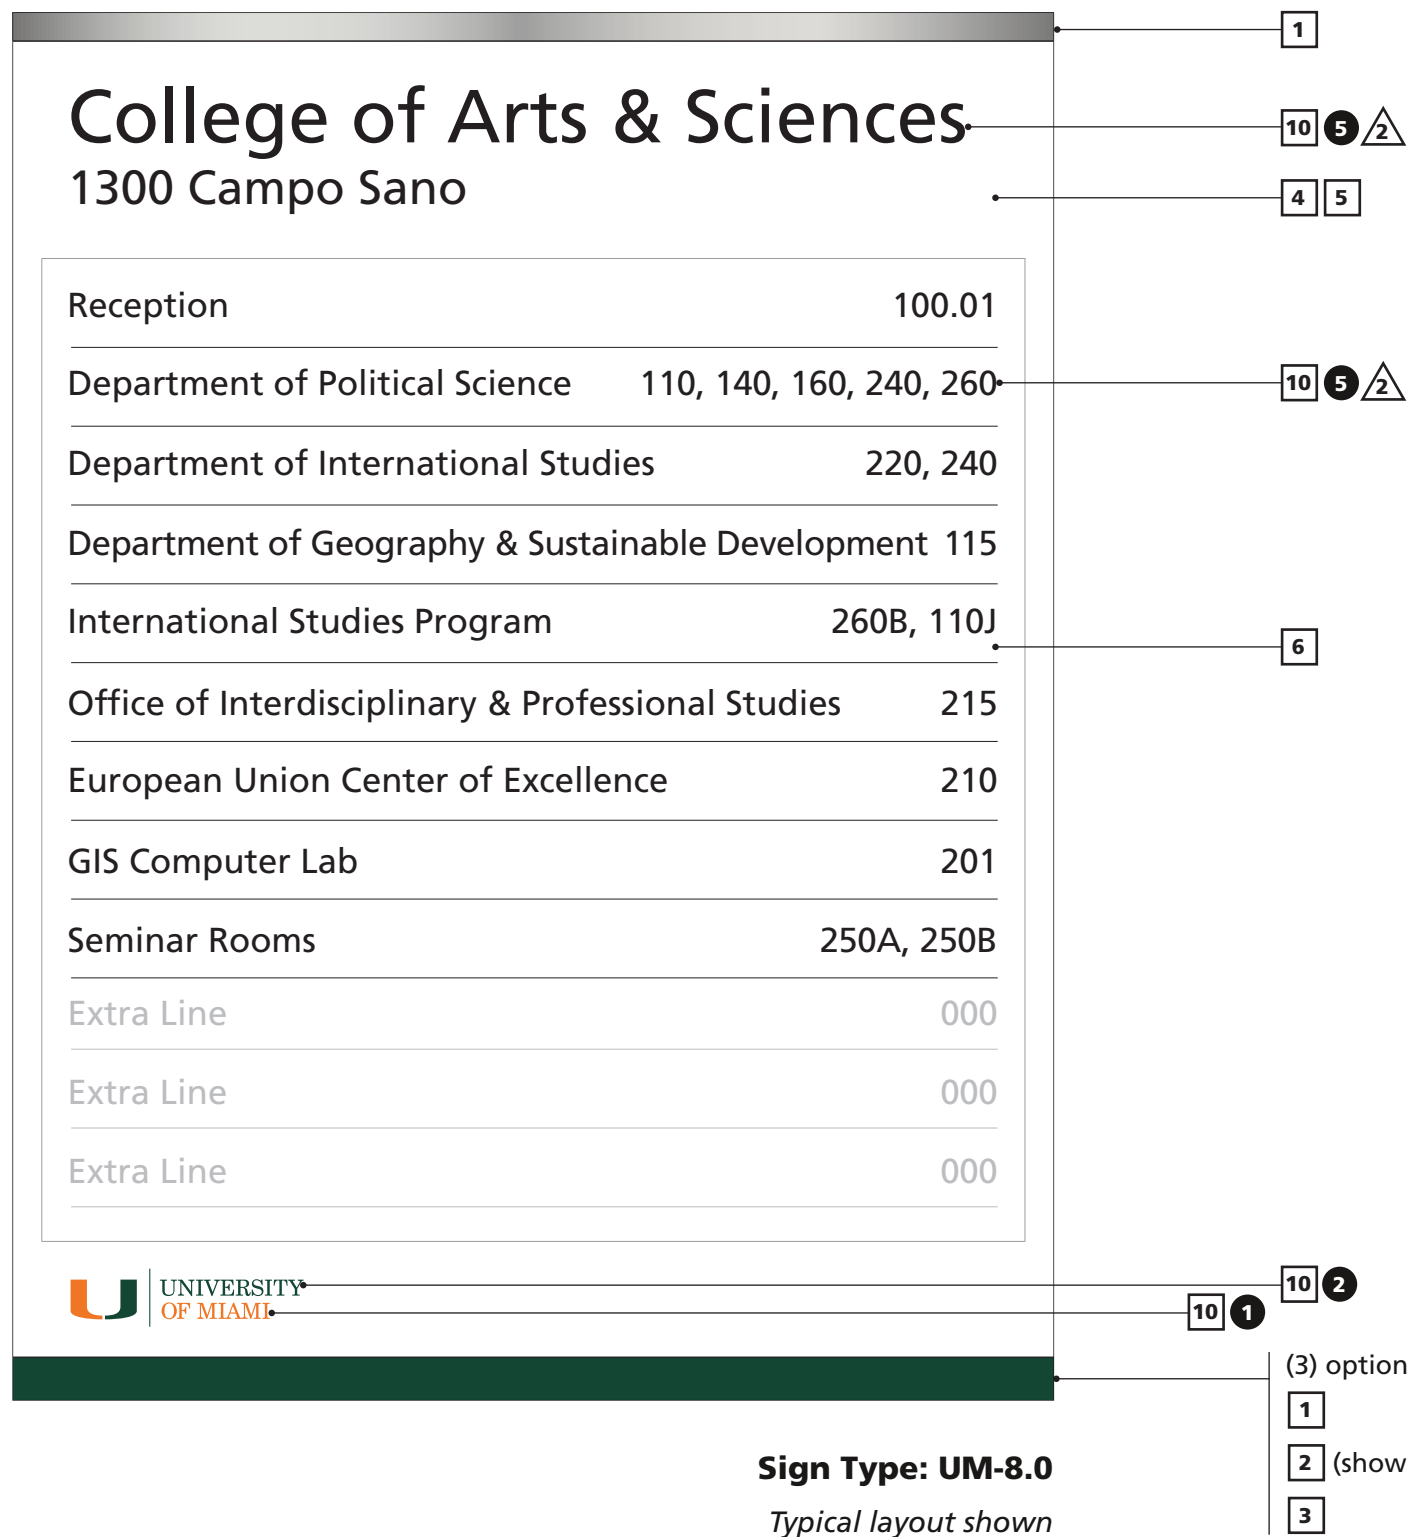 1
College of Arts & Sciences 10 5 2
1300 Campo Sano 4 5
Reception 100.01
Department of Political Science 110, 140, 160, 240, 260 10 5 2
Department of International Studies 220, 240
Department of Geography & Sustainable Development 115
International Studies Program 260B, 110J
6
Office of Interdisciplinary & Professional Studies 215
European Union Center of Excellence 210
GIS Computer Lab 201
Seminar Rooms 250A, 250B
Extra Line 000
Extra Line 000
Extra Line 000
U UNIVERSITY 10 2
OF MIAMI 10 1
(3) option
1
2 (show
3
Sign Type: UM-8.0
Typical layout shown